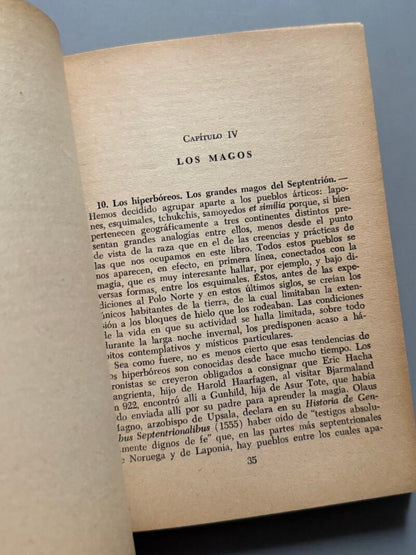 CAPÍTULO IV
LOS MAGOS
10. Los hiperbóreos. Los grandes magos del Septentrión.—
Hemos decidido agrupar aparte a los pueblos árticos: lapo-
nes, esquimales, tchukchis, samoyedos et similia porque, si bien
pertenecen geográficamente a tres continentes distintos pre-
sentan grandes analogías entre ellos, menos desde el punto
de vista de la raza que en el de las creencias y prácticas de
las que nos ocupamos en este libro. Todos estos pueblos se
nos aparecen, en efecto, en primera línea, conectados con la
magia, que es muy interesante hallar, por ejemplo, y bajo di-
versas formas, entre los esquimales. Estos, antes de las expe-
diciones al Polo Norte y en estos últimos siglos, se creían los
únicos habitantes de la tierra, de la cual limitaban la exten-
sión a los bloques de hielo que los rodeaban. Las condiciones
de la vida en que su actividad se halla limitada, sobre todo
durante la larga noche invernal, los predisponen acaso a há-
bitos contemplativos y místicos particulares.
Sea como fuere, no es menos cierto que esas tendencias de
os hiperbóreos son conocidas desde hace mucho tiempo. Los
ronistas se creyeron obligados a consignar que Eric Hacha
angrienta, hijo de Harold Haarfagen, al visitar Bjarmaland
n 922, encontró allí a Gunhild, hija de Asur Tote, que había
do enviada allí por su padre para aprender la magia. Olaus
agno, arzobispo de Upsala, declara en su Historia de Gen-
bus Septentrionalibus (1555) haber oído de "testigos absolu-
mente dignos de fe" que, en las partes más septentrionales
e Noruega y de Laponia, hay pueblos entre los cuales apa-
35